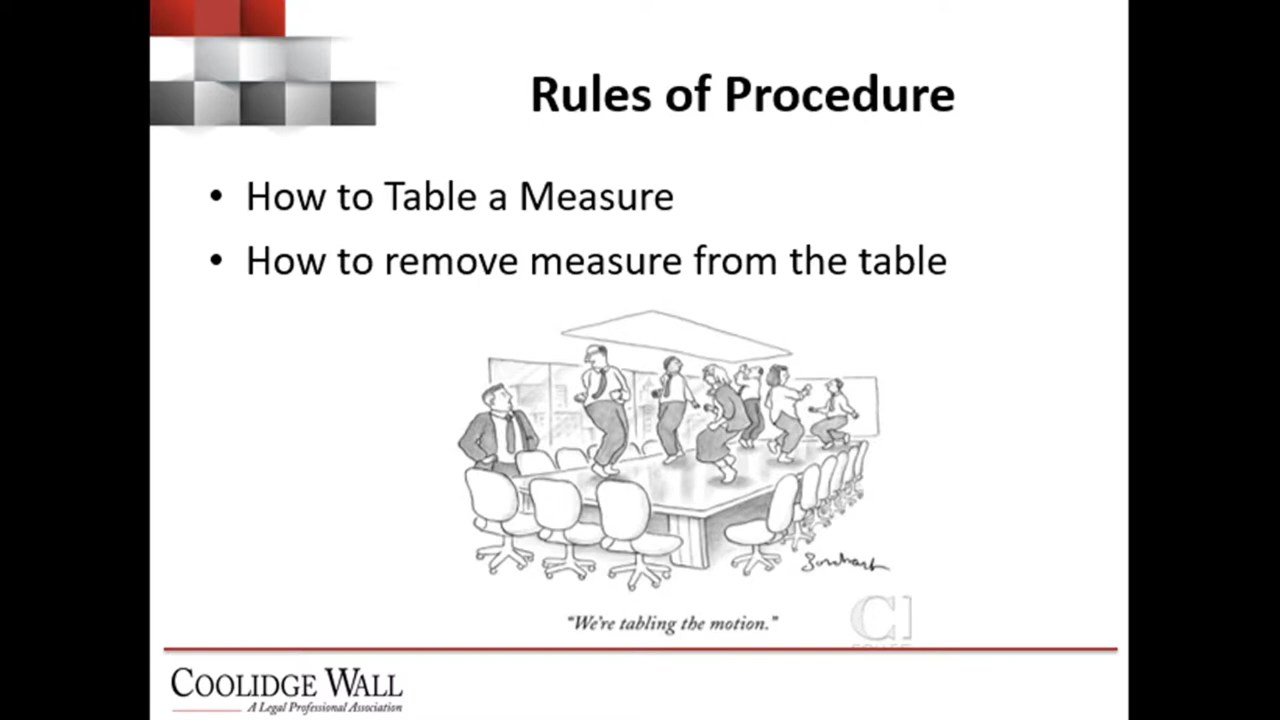 Rules of Procedure
• How to Table a Measure
• How to remove measure from the table
“We're tabling the motion.”
COOLIDGE WALL
A Legal Professional Association